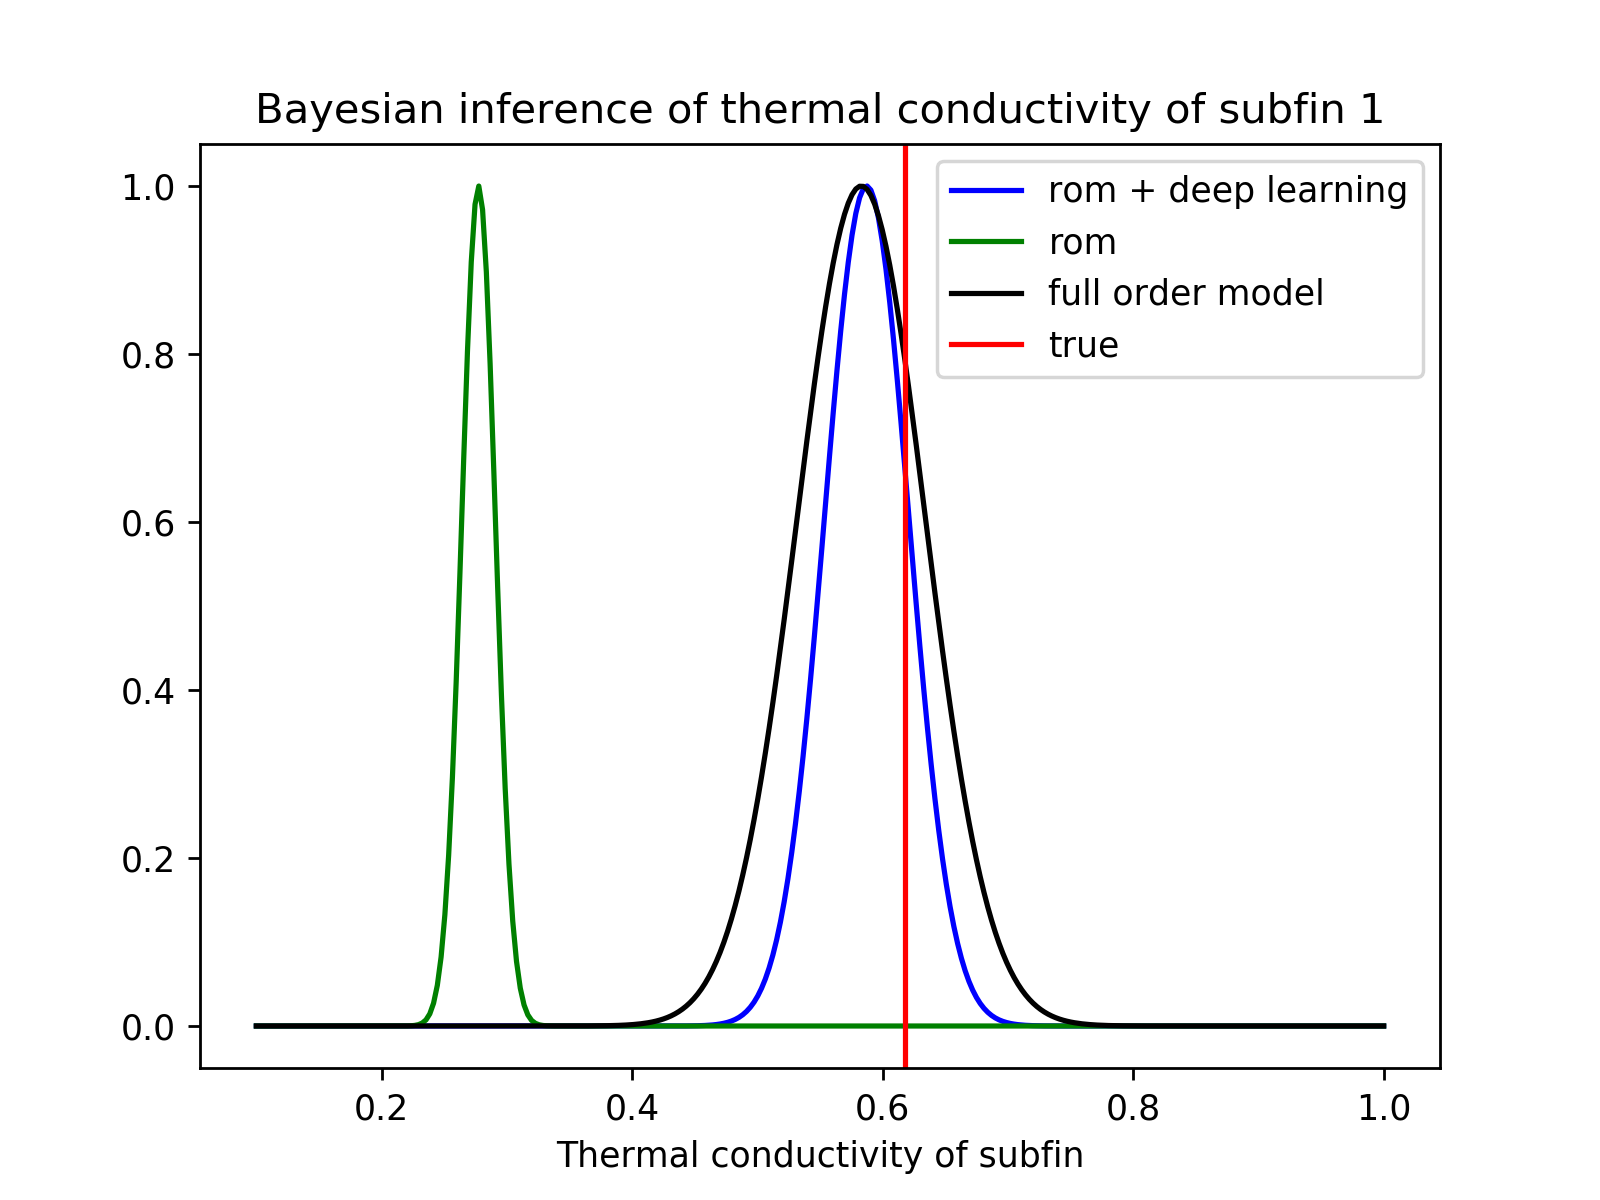 Bayesian inference of thermal conductivity of subfin 1
rom + deep learning
rom
full order model
true
1.0
0.8
0.6
0.4
0.2
0.0
0.2 0.4 0.6 0.8 1.0
Thermal conductivity of subfin